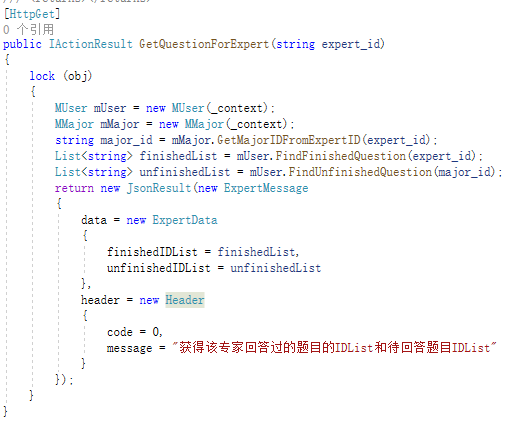 [HttpGet]
0 个引用
public IActionResult GetQuestionForExpert(string expert_id)
{
lock (obj)
{
MUser mUser = new MUser(_context);
MMajor mMajor = new MMajor(_context);
string major_id = mMajor.GetMajorIDFromExpertID(expert_id);
List<string> finishedList = mUser.FindFinishedQuestion(expert_id);
List<string> unfinishedList = mUser.FindUnfinishedQuestion(major_id);
return new JsonResult(new ExpertMessage
{
data = new ExpertData
{
finishedIDList = finishedList,
unfinishedIDList = unfinishedList
},
header = new Header
{
code = 0,
message = "获得该专家回答过的题目的IDList和待回答题目IDList"
}
});
}
}